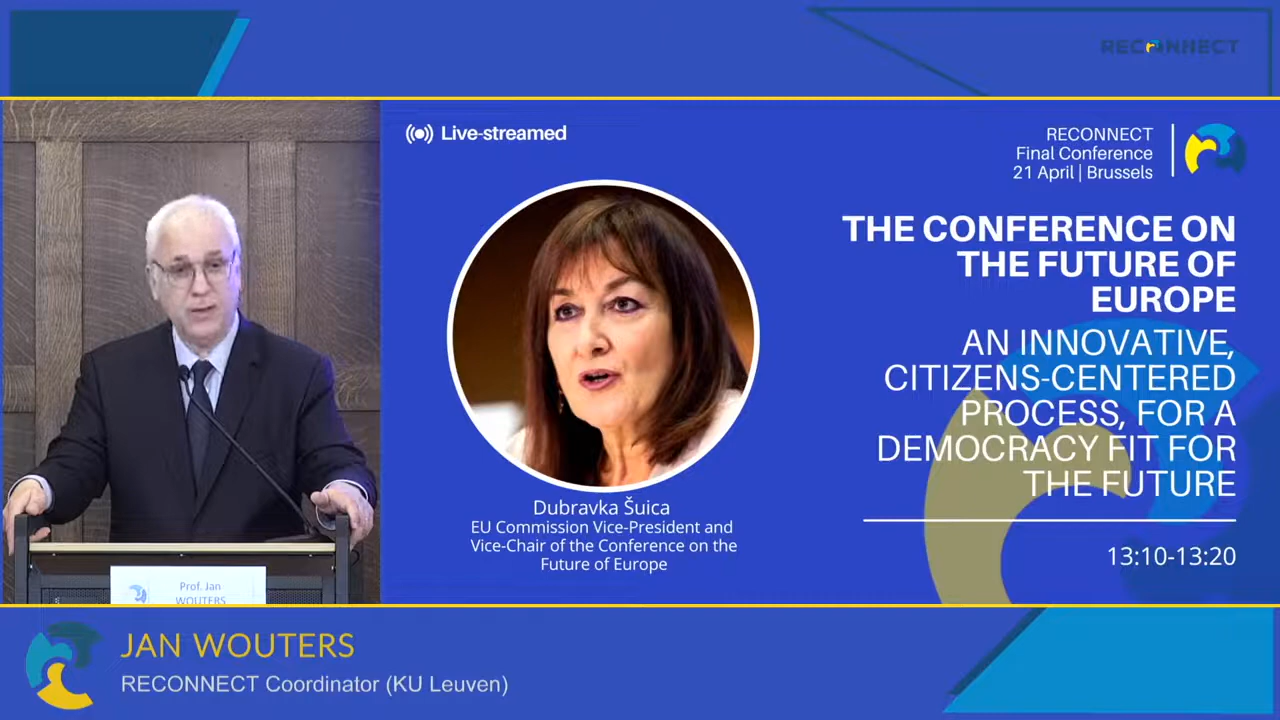 RECONNECT
Live-streamed
RECONNECT
Final Conference
21 April | Brussels
THE CONFERENCE ON
THE FUTURE OF
EUROPE
AN INNOVATIVE,
CITIZENS-CENTERED
PROCESS, FOR A
DEMOCRACY FIT FOR
THE FUTURE
13:10-13:20
Dubravka Šuica
EU Commission Vice-President and
Vice-Chair of the Conference on the
Future of Europe
Prof. Jan
WOUTERS
JAN WOUTERS
RECONNECT Coordinator (KU Leuven)